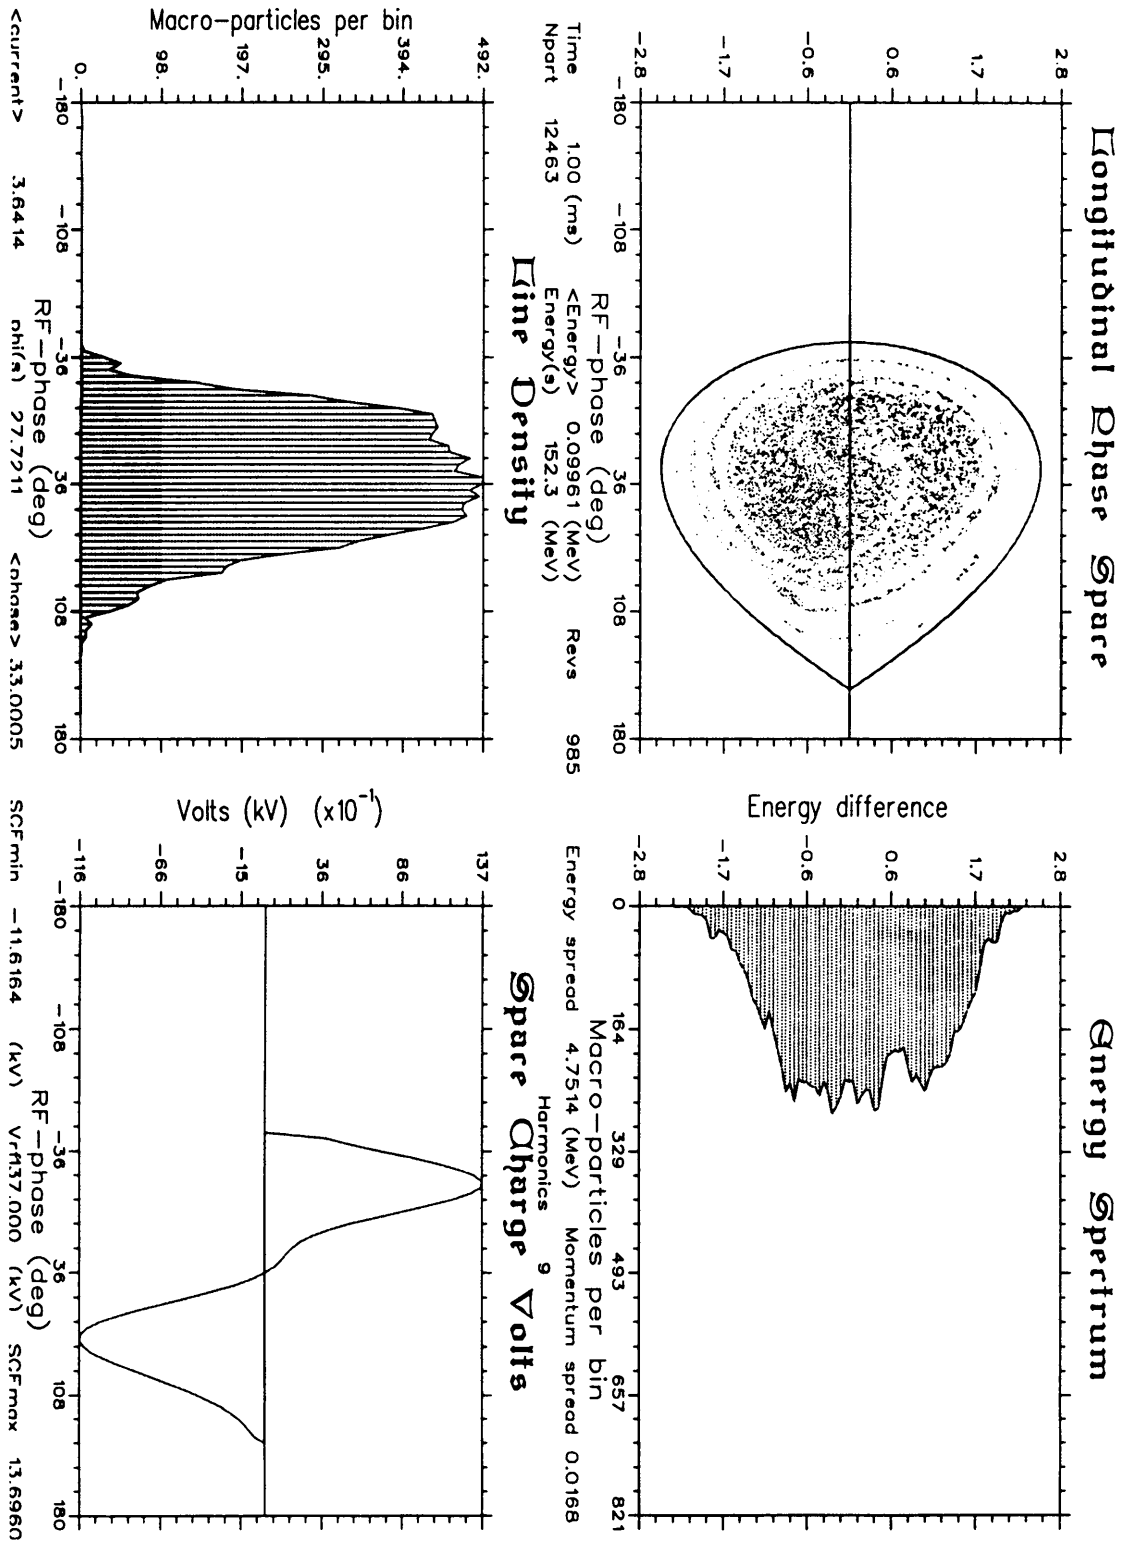 Longitudinal Phase Space
2.8
1.7
0.6
-0.6
-1.7
-2.8
-180 -108 -36 36 108 180
RF-phase (deg)
Time 1.00 (ms) <Energy> 0.09961 (MeV) Revs 985
Npart 12463 Energy(s) 152.3 (MeV)
Energy Spectrum
Energy difference
2.8
1.7
0.6
-0.6
-1.7
-2.8
0 164 329 493 657 821
Macro-particles per bin
Energy spread 4.7514 (MeV) Momentum spread 0.0168
Harmonics 9
Line Density
Macro-particles per bin
492.
394.
295.
197.
98.
0.
-180 -108 -36 36 108 180
RF-phase (deg)
<current> 3.6414 phi(s) 27.7211 <phase> 33.0005
Space Charge Volts
Volts (kV) (x10-1)
137
86
36
-15
-66
-116
-180 -108 -36 36 108 180
RF-phase (deg)
SCFmin -11.6164 (kV) Vrf137.000 (kV) SCFmax 13.6960